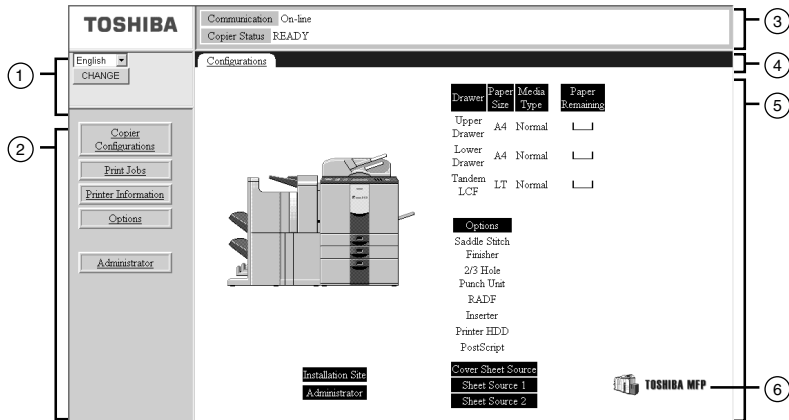 TOSHIBA
Communication On-line
Copier Status READY
3
English
CHANGE
1
Configurations
4
2
Copier
Configurations
Print Jobs
Printer Information
Options
Administrator
5
Drawer Paper Size Media Type Paper Remaining
Upper Drawer A4 Normal
Lower Drawer A4 Normal
Tandem LCF LT Normal
Options
Saddle Stitch
Finisher
2/3 Hole
Punch Unit
RADF
Inserter
Printer HDD
PostScript
Installation Site
Administrator
Cover Sheet Source
Sheet Source 1
Sheet Source 2
TOSHIBA MFP
6